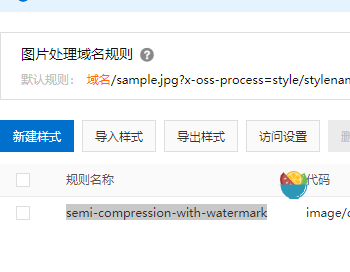 图片处理域名规则 ?
默认规则： 域名/sample.jpg?x-oss-process=style/stylenam
新建样式 导入样式 导出样式 访问设置
规则名称 代码
semi-compression-with-watermark image/